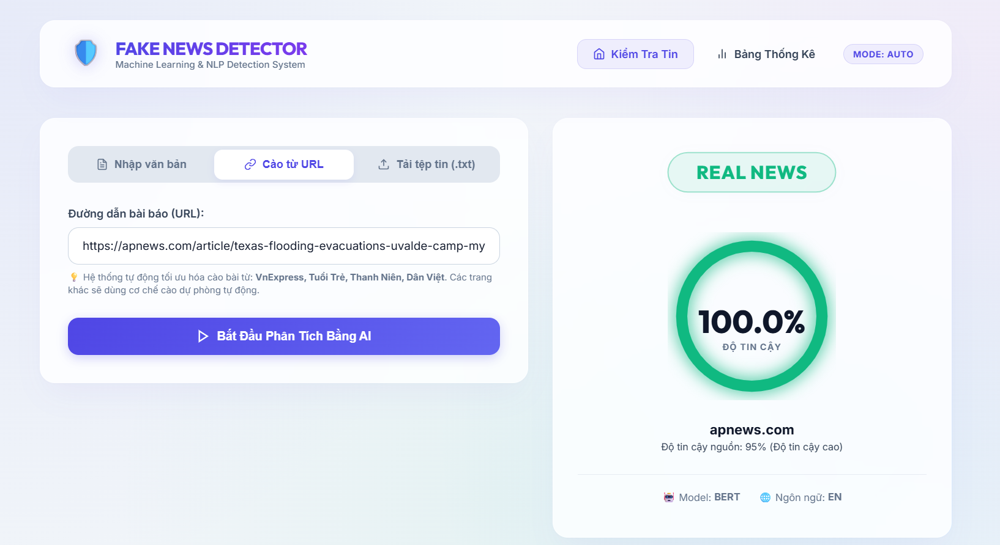 FAKE NEWS DETECTOR
Machine Learning & NLP Detection System
Kiểm Tra Tin
Bảng Thống Kê
MODE: AUTO
Nhập văn bản
Cào từ URL
Tải tệp tin (.txt)
Đường dẫn bài báo (URL):
https://apnews.com/article/texas-flooding-evacuations-uvalde-camp-my
Hệ thống tự động tối ưu hóa cào bài từ: VnExpress, Tuổi Trẻ, Thanh Niên, Dân Việt. Các trang
khác sẽ dùng cơ chế cào dự phòng tự động.
Bắt Đầu Phân Tích Bằng AI
REAL NEWS
100.0%
ĐỘ TIN CẬY
apnews.com
Độ tin cậy nguồn: 95% (Độ tin cậy cao)
Model: BERT
Ngôn ngữ: EN